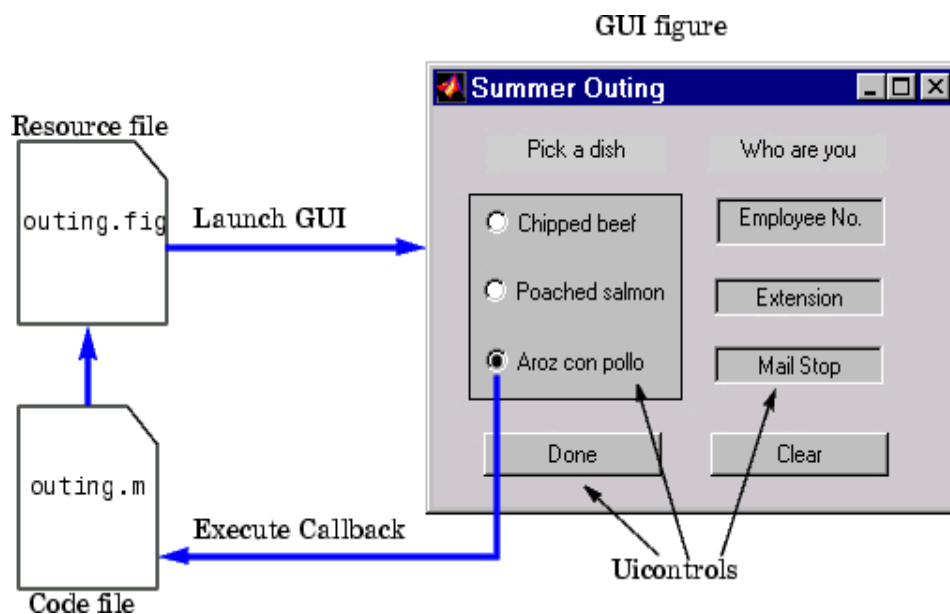 GUI figure
Summer Outing
Resource file
Pick a dish
Who are you
outing.fig
Launch GUI
Chipped beef
Employee No.
Poached salmon
Extension
Aroz con pollo
Mail Stop
outing.m
Done
Clear
Execute Callback
Uicontrols
Code file